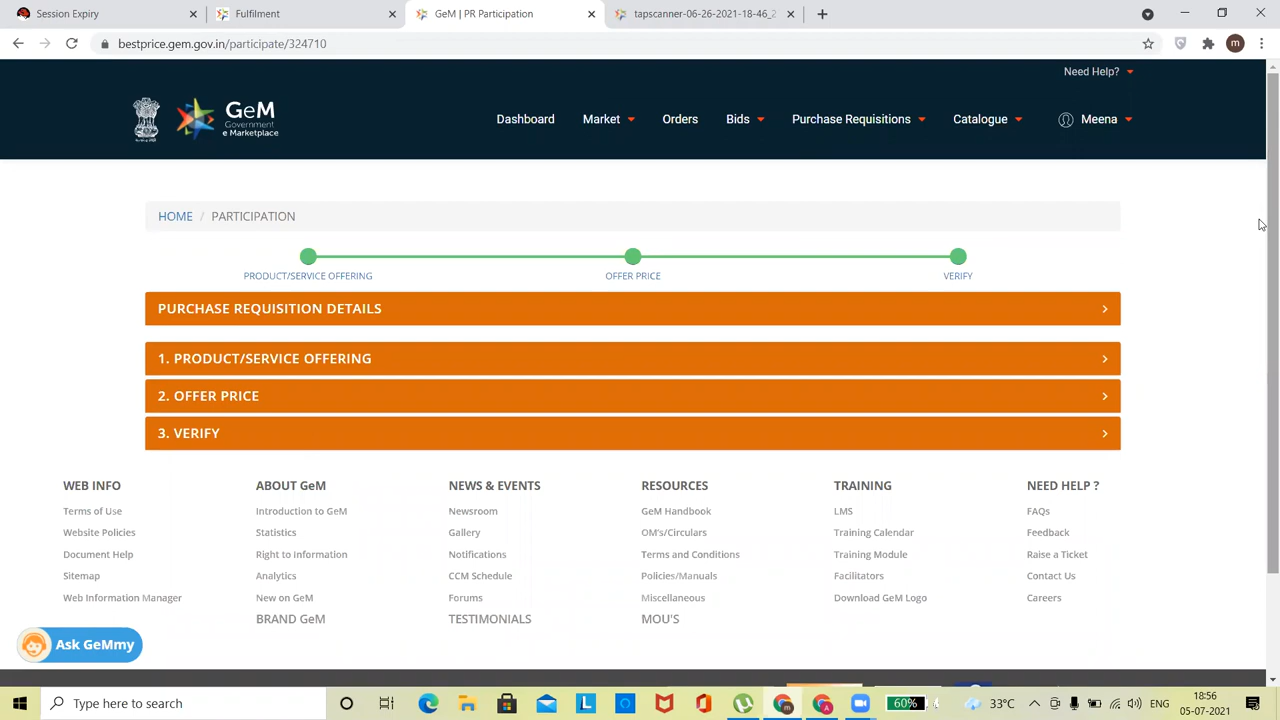 Session Expiry
Fulfilment
GeM | PR Participation
tapscanner-06-26-2021-18-46_2
bestprice.gem.gov.in/participate/324710
m
Need Help?
GeM
Government
e Marketplace
Dashboard
Market
Orders
Bids
Purchase Requisitions
Catalogue
Meena
HOME / PARTICIPATION
PRODUCT/SERVICE OFFERING
OFFER PRICE
VERIFY
PURCHASE REQUISITION DETAILS
1. PRODUCT/SERVICE OFFERING
2. OFFER PRICE
3. VERIFY
WEB INFO
Terms of Use
Website Policies
Document Help
Sitemap
Web Information Manager
ABOUT GeM
Introduction to GeM
Statistics
Right to Information
Analytics
New on GeM
BRAND GeM
NEWS & EVENTS
Newsroom
Gallery
Notifications
CCM Schedule
Forums
TESTIMONIALS
RESOURCES
GeM Handbook
OM's/Circulars
Terms and Conditions
Policies/Manuals
Miscellaneous
MOU'S
TRAINING
LMS
Training Calendar
Training Module
Facilitators
Download GeM Logo
NEED HELP ?
FAQs
Feedback
Raise a Ticket
Contact Us
Careers
Ask GeMmy
Type here to search
60%
33°C
18:56
05-07-2021